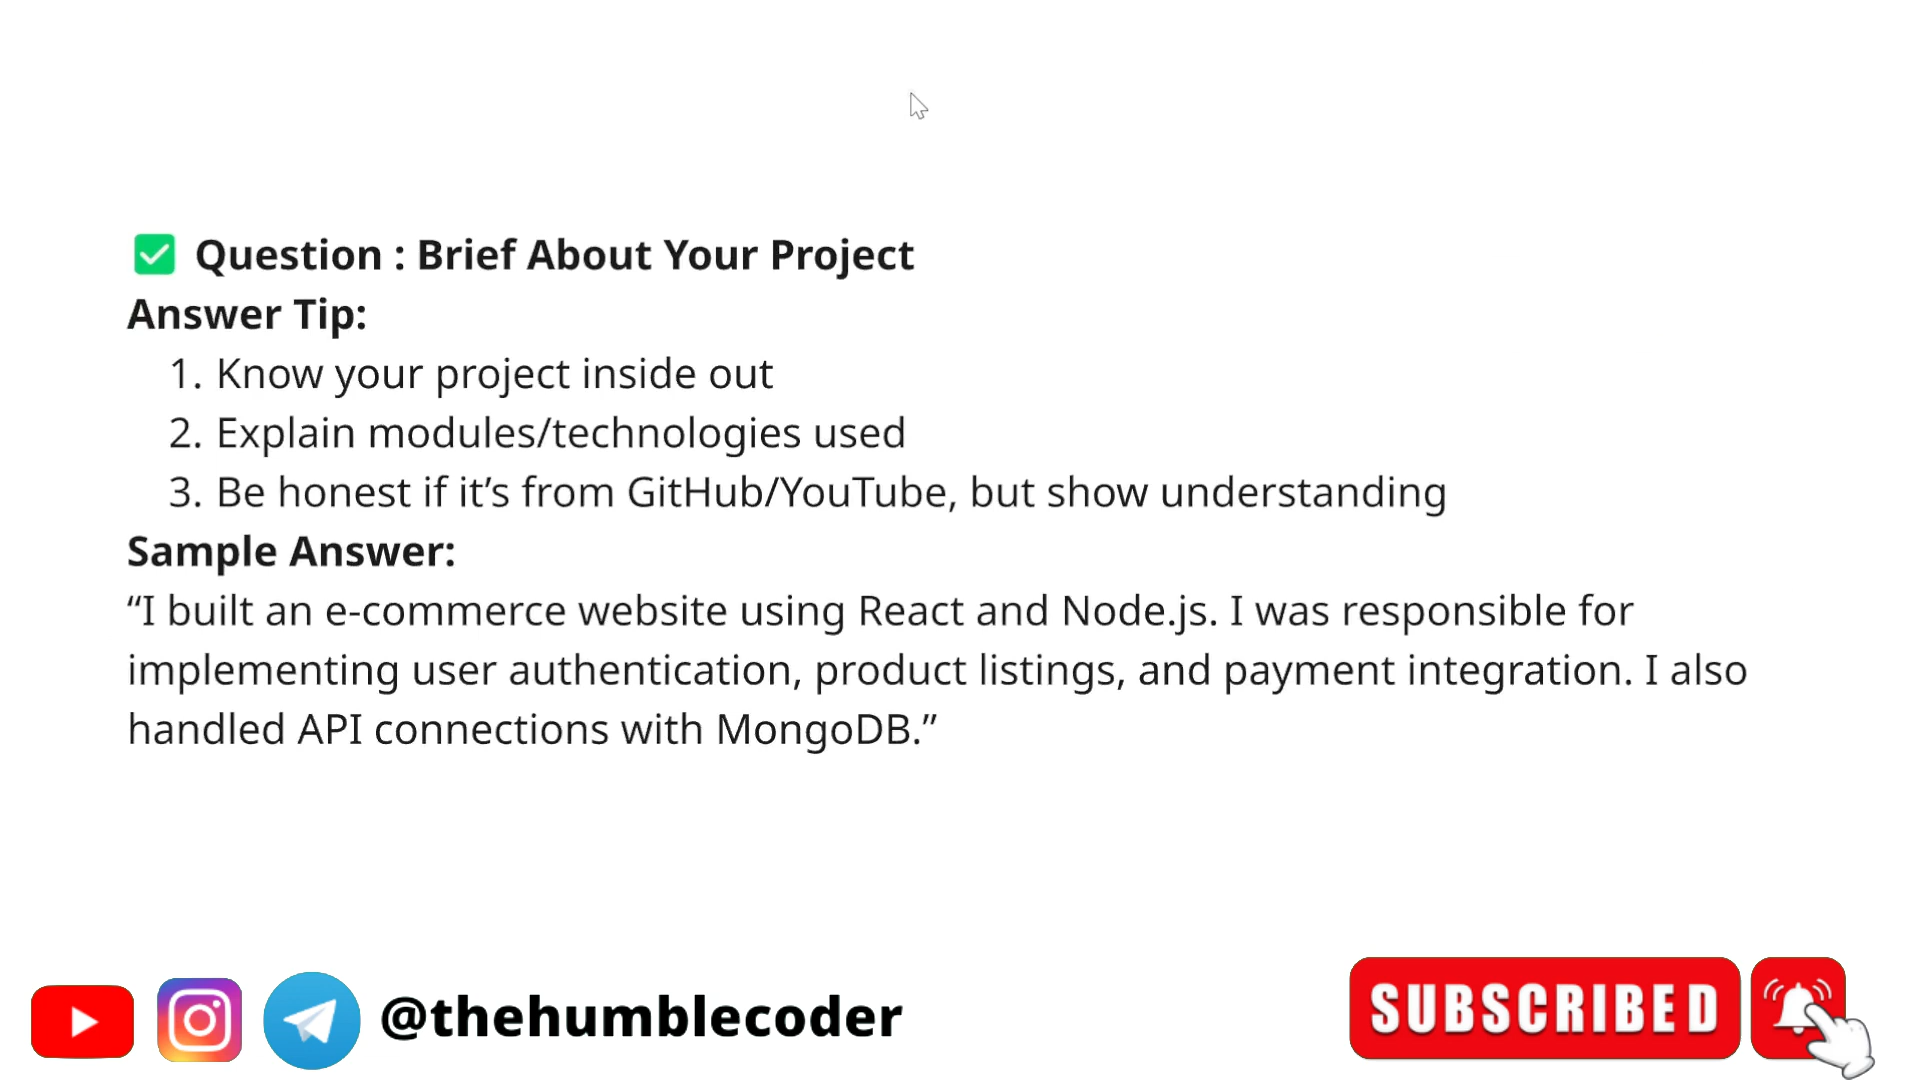 ✅ Question : Brief About Your Project
Answer Tip:
1. Know your project inside out
2. Explain modules/technologies used
3. Be honest if it’s from GitHub/YouTube, but show understanding
Sample Answer:
“I built an e-commerce website using React and Node.js. I was responsible for
implementing user authentication, product listings, and payment integration. I also
handled API connections with MongoDB.”
@thehumblecoder
SUBSCRIBED